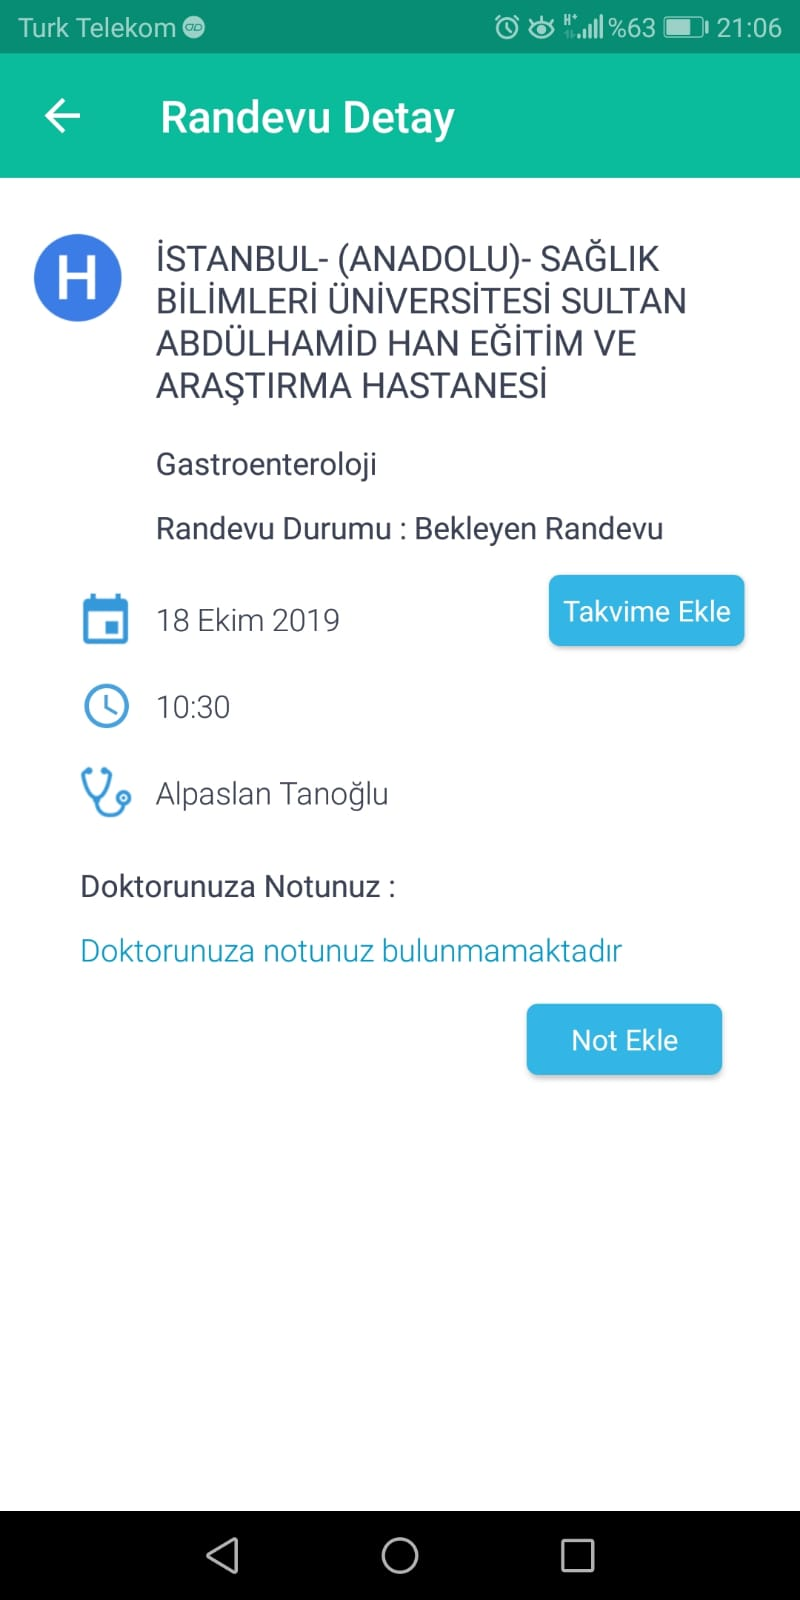 Turk Telekom
%63 21:06
Randevu Detay
H
İSTANBUL- (ANADOLU)- SAĞLIK
BİLİMLERİ ÜNİVERSİTESİ SULTAN
ABDÜLHAMİD HAN EĞİTİM VE
ARAŞTIRMA HASTANESİ
Gastroenteroloji
Randevu Durumu : Bekleyen Randevu
18 Ekim 2019
Takvime Ekle
10:30
Alpaslan Tanoğlu
Doktorunuza Notunuz :
Doktorunuza notunuz bulunmamaktadır
Not Ekle